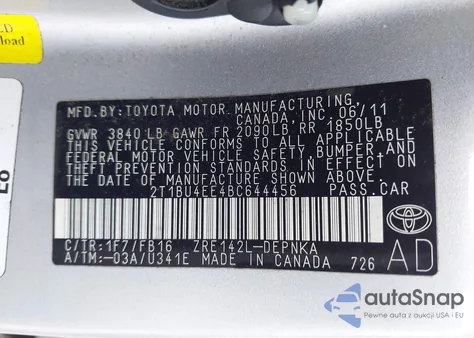 LD
Load
Lo
MFD. BY: TOYOTA MOTOR MANUFACTURING,
CANADA, INC. 06/11
GVWR 3840 LB GAWR FR 2090LB RR 1850LB
THIS VEHICLE CONFORMS TO ALL APPLICABLE
FEDERAL MOTOR VEHICLE SAFETY, BUMPER, AND
THEFT PREVENTION STANDARDS IN EFFECT ON
THE DATE OF MANUFACTURE SHOWN ABOVE.
2T1BU4EE4BC644456 PASS.CAR
C/TR:1F7/FB16 ZRE142L-DEPNKA
A/TM:-03A/U341E MADE IN CANADA 726
AD
autoSnap
Pewne auta z USA i EU